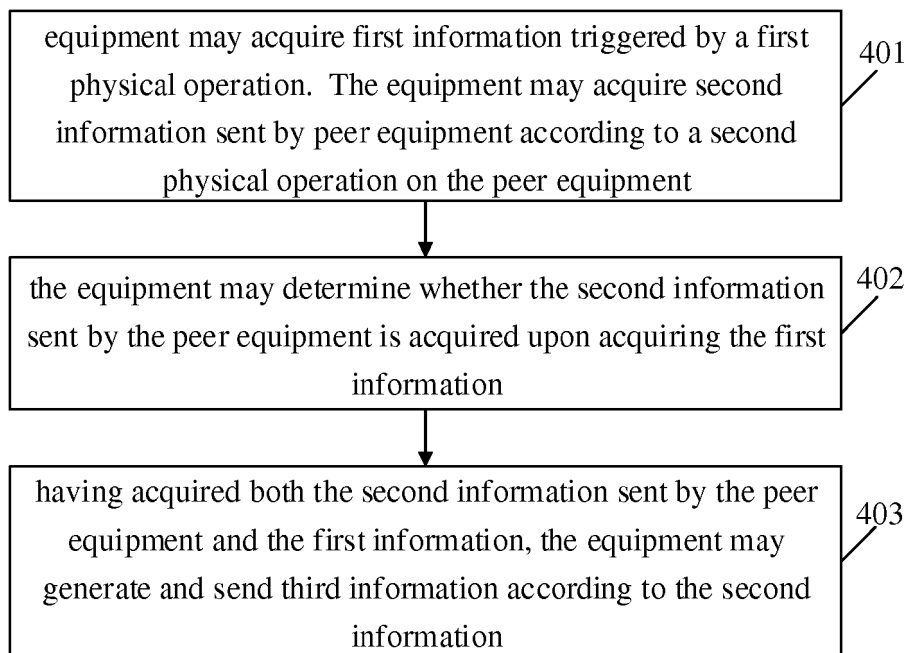 equipment may acquire first information triggered by a first
physical operation. The equipment may acquire second
information sent by peer equipment according to a second
physical operation on the peer equipment
401
the equipment may determine whether the second information
sent by the peer equipment is acquired upon acquiring the first
information
402
having acquired both the second information sent by the peer
equipment and the first information, the equipment may
generate and send third information according to the second
information
403